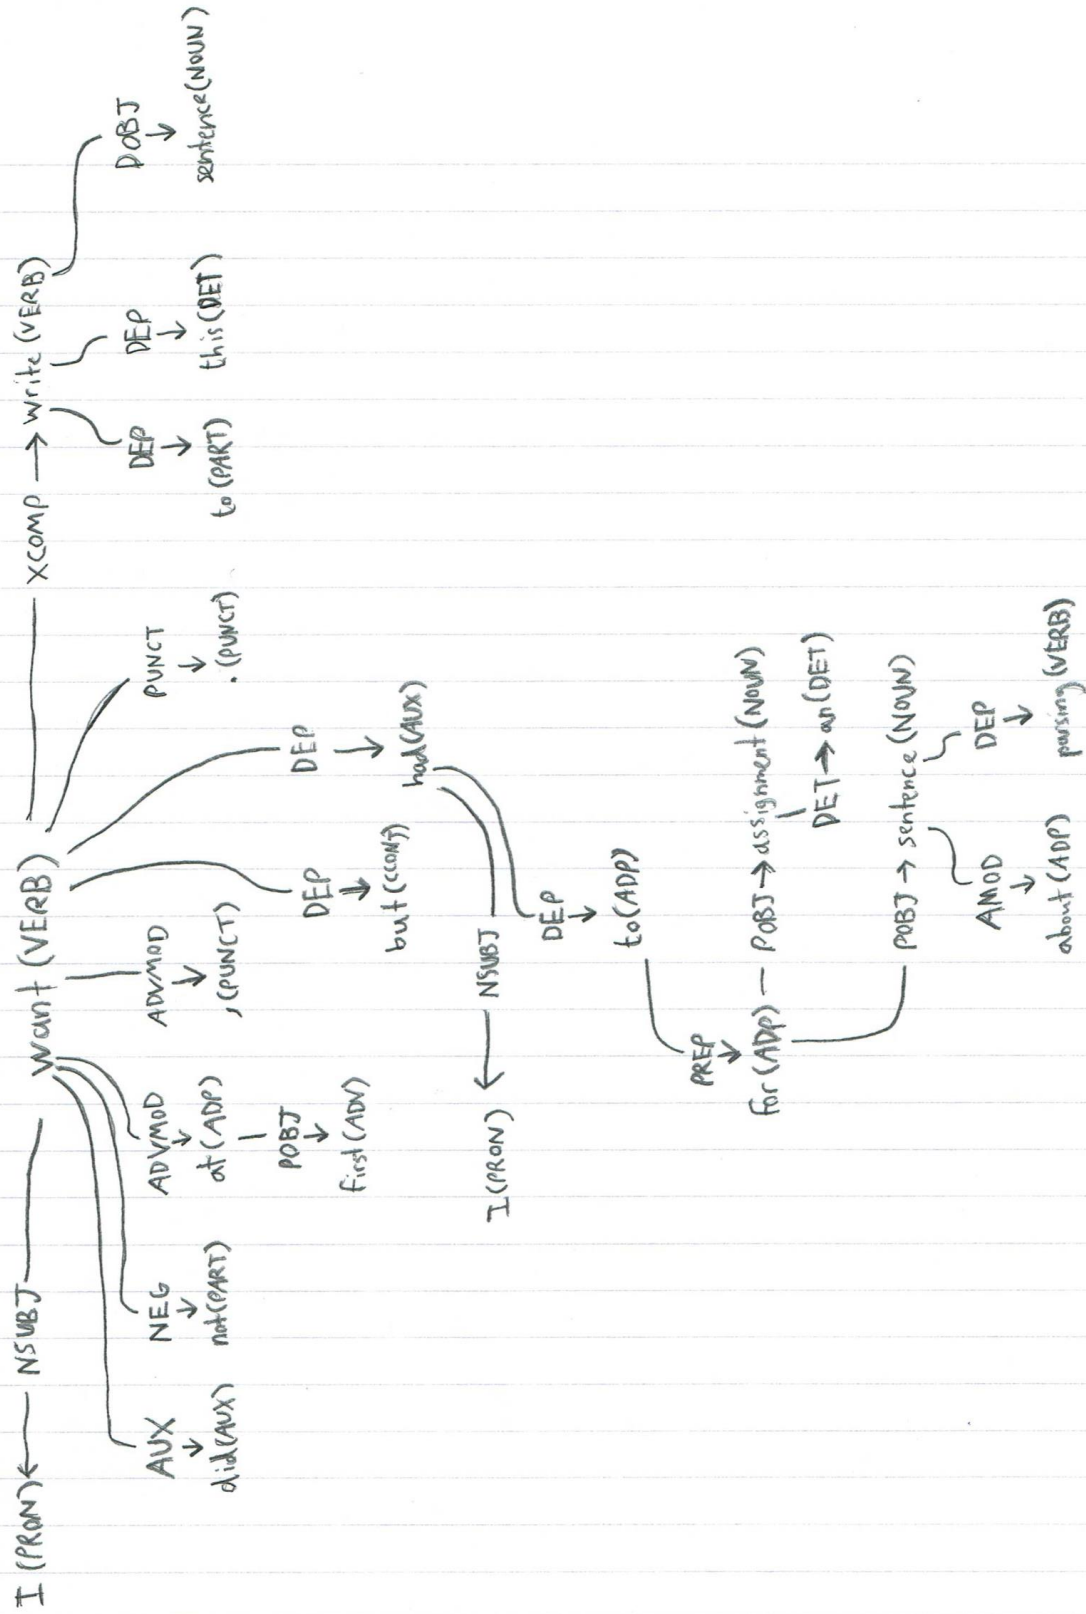 I (PRON) NSUBJ want (VERB) XCOMP write (VERB)
AUX NEG ADVMOD ADVMOD PUNCT DEP DEP DOBJ
did (AUX) not (PART) at (ADP) , (PUNCT) . (PUNCT) to (PART) this (DET) sentence (NOUN)
POBJ DEP DEP
first (ADV) but (CCONJ) had (AUX)
I (PRON) NSUBJ
DEP
to (ADP)
PREP
for (ADP) POBJ assignment (NOUN)
DET an (DET)
POBJ sentence (NOUN)
AMOD DEP
about (ADP) parsing (VERB)